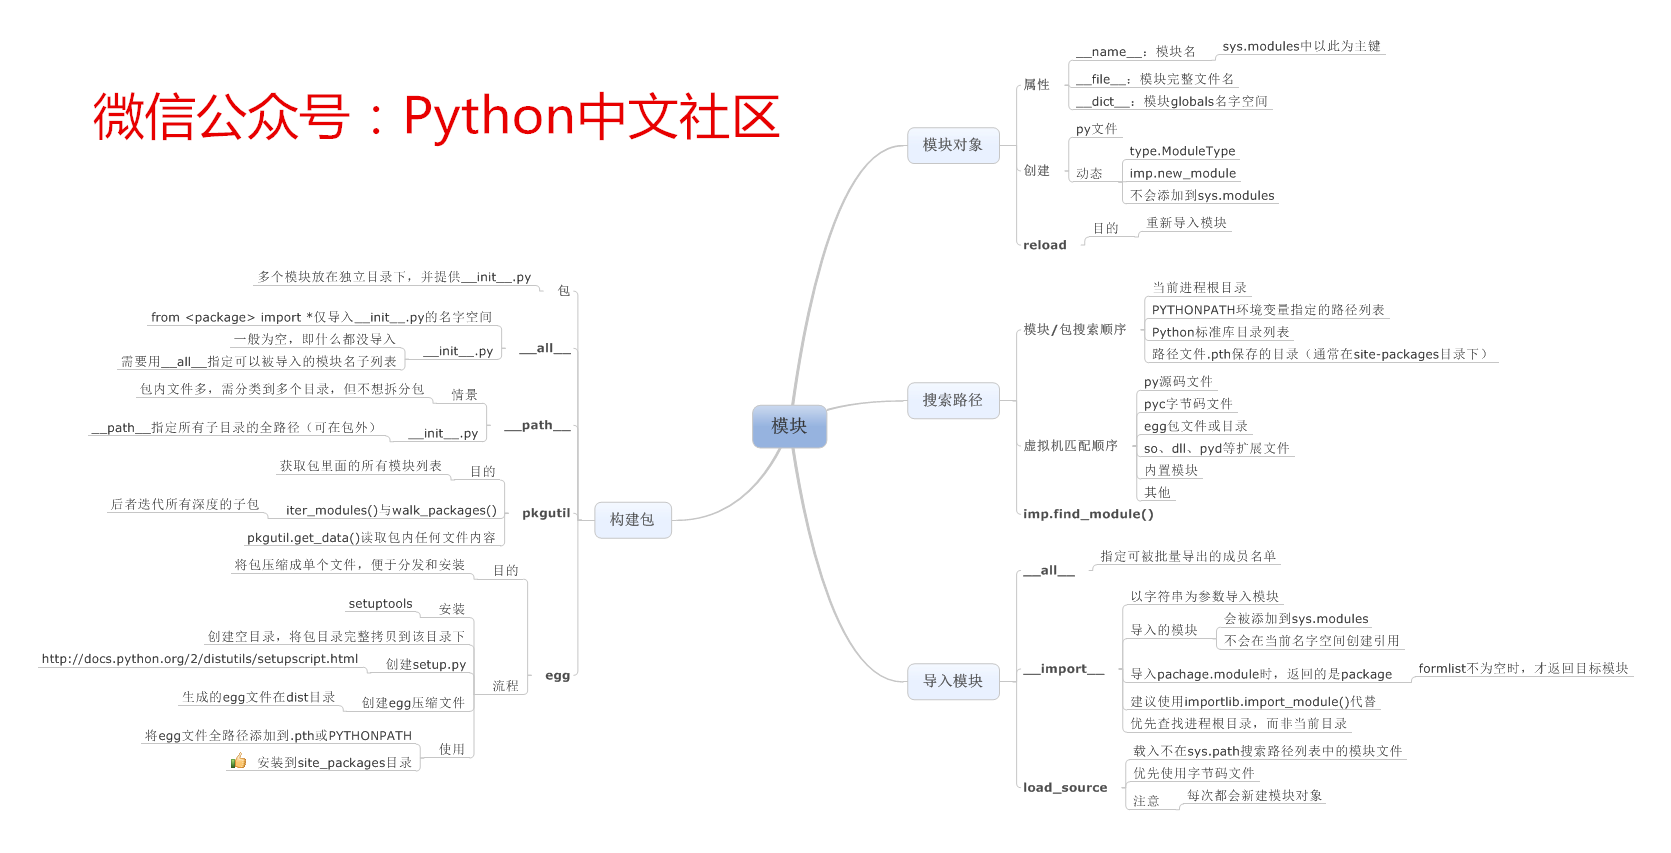 微信公众号：Python中文社区
模块
模块对象
属性
__name__：模块名
sys.modules中以此为主键
__file__：模块完整文件名
__dict__：模块globals名字空间
创建
py文件
动态
type.ModuleType
imp.new_module
不会添加到sys.modules
reload
目的
重新导入模块
搜索路径
模块/包搜索顺序
当前进程根目录
PYTHONPATH环境变量指定的路径列表
Python标准库目录列表
路径文件.pth保存的目录（通常在site-packages目录下）
虚拟机匹配顺序
py源码文件
pyc字节码文件
egg包文件或目录
so、dll、pyd等扩展文件
内置模块
其他
imp.find_module()
导入模块
__all__
指定可被批量导出的成员名单
__import__
以字符串为参数导入模块
导入的模块
会被添加到sys.modules
不会在当前名字空间创建引用
导入pachage.module时，返回的是package
formlist不为空时，才返回目标模块
建议使用importlib.import_module()代替
优先查找进程根目录，而非当前目录
load_source
载入不在sys.path搜索路径列表中的模块文件
优先使用字节码文件
注意
每次都会新建模块对象
构建包
包
多个模块放在独立目录下，并提供__init__.py
__all__
from <package> import *仅导入__init__.py的名字空间
__init__.py
一般为空，即什么都没导入
需要用__all__指定可以被导入的模块名子列表
__path__
情景
包内文件多，需分类到多个目录，但不想拆分包
__init__.py
__path__指定所有子目录的全路径（可在包外）
pkgutil
目的
获取包里面的所有模块列表
iter_modules()与walk_packages()
后者迭代所有深度的子包
pkgutil.get_data()读取包内任何文件内容
egg
目的
将包压缩成单个文件，便于分发和安装
流程
安装
setuptools
创建空目录，将包目录完整拷贝到该目录下
创建setup.py
http://docs.python.org/2/distutils/setupscript.html
创建egg压缩文件
生成的egg文件在dist目录
使用
将egg文件全路径添加到.pth或PYTHONPATH
安装到site_packages目录